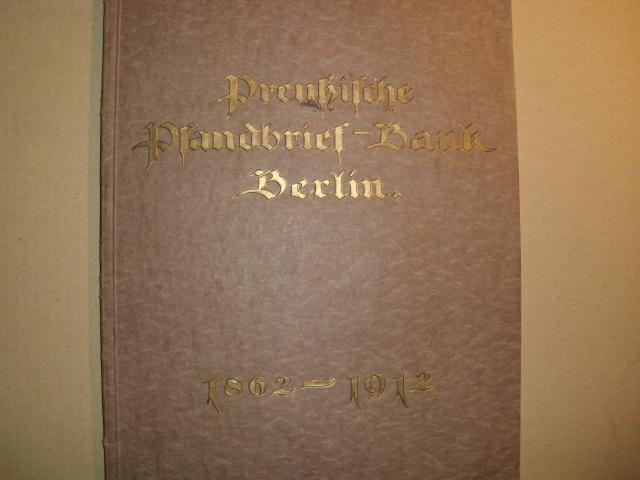 Preußische
Pfandbrief-Bank
Berlin.
1862-1912